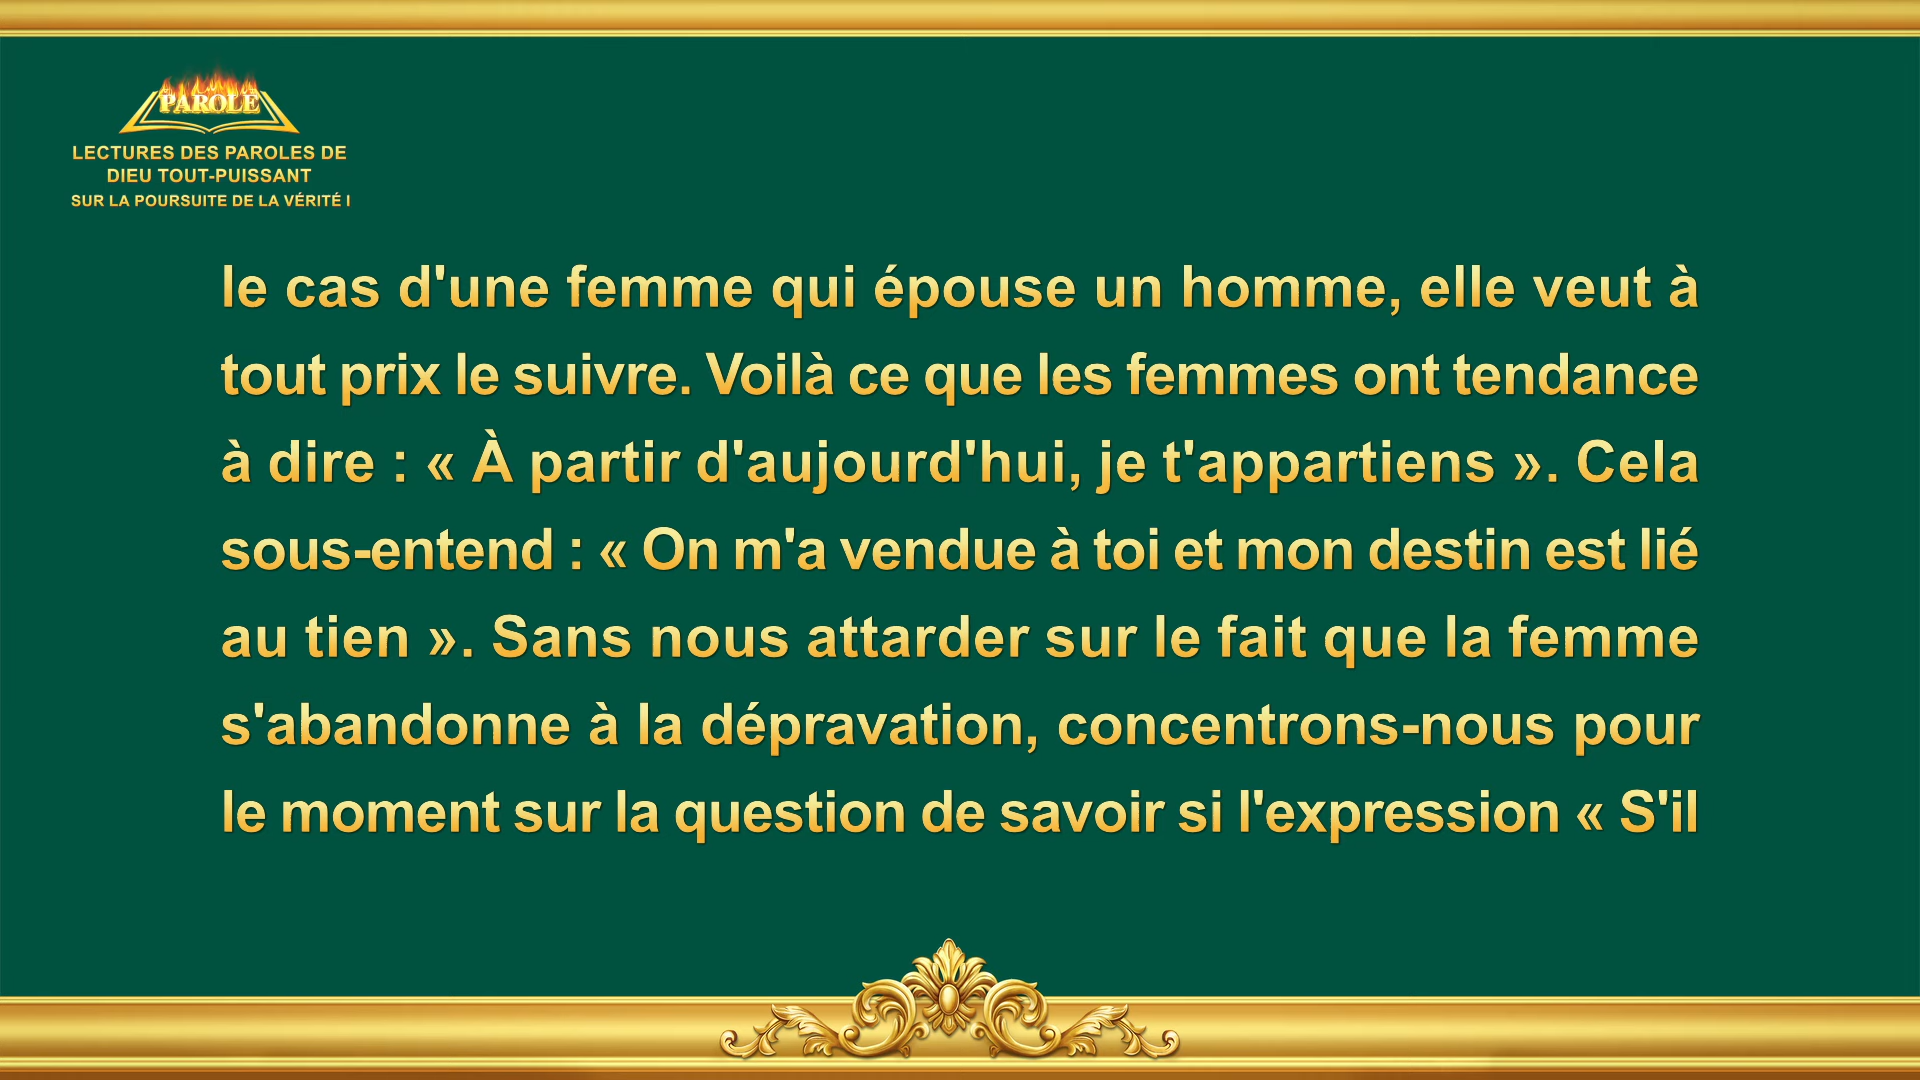 PAROLE
LECTURES DES PAROLES DE
DIEU TOUT-PUISSANT
SUR LA POURSUITE DE LA VÉRITÉ I
le cas d'une femme qui épouse un homme, elle veut à
tout prix le suivre. Voilà ce que les femmes ont tendance
à dire : « À partir d'aujourd'hui, je t'appartiens ». Cela
sous-entend : « On m'a vendue à toi et mon destin est lié
au tien ». Sans nous attarder sur le fait que la femme
s'abandonne à la dépravation, concentrons-nous pour
le moment sur la question de savoir si l'expression « S'il